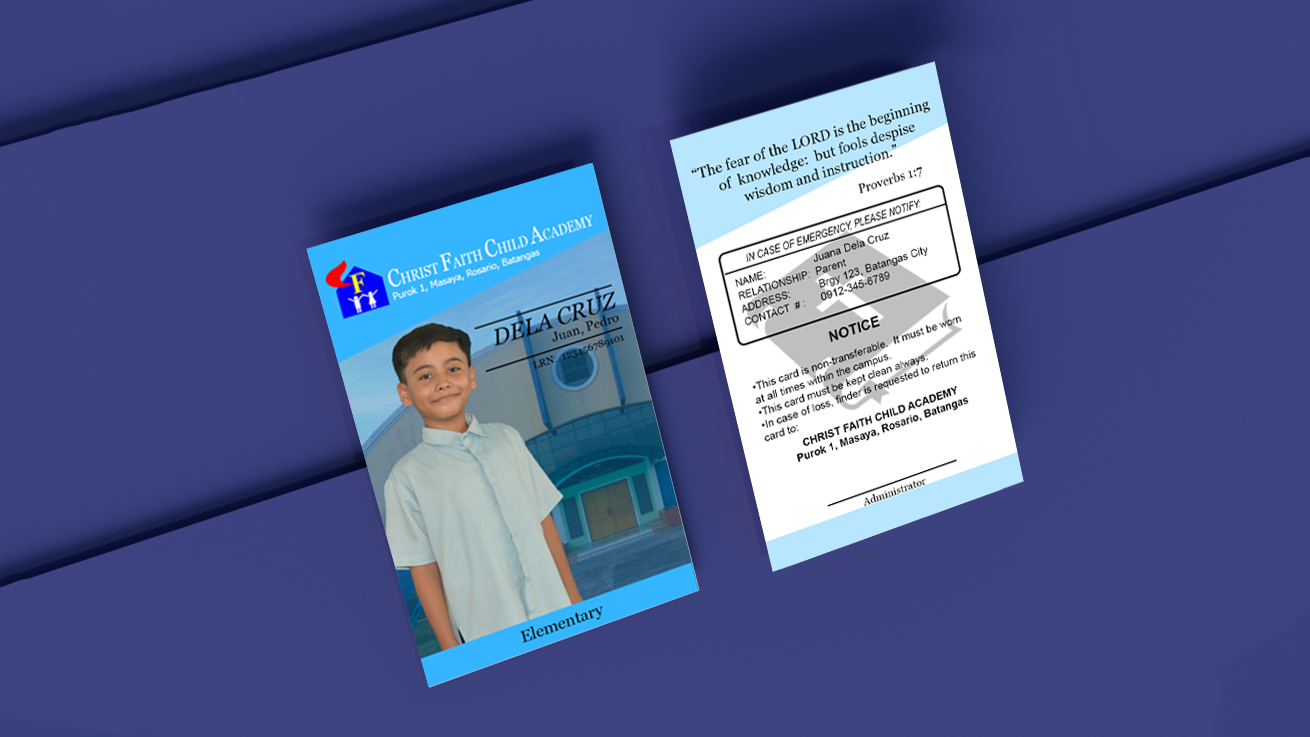 F
CHRIST FAITH CHILD ACADEMY
Purok 1, Masaya, Rosario, Batangas
DELA CRUZ
Juan, Pedro
LRN: 123456789101
Elementary
“The fear of the LORD is the beginning
of knowledge: but fools despise
wisdom and instruction.”
Proverbs 1:7
IN CASE OF EMERGENCY, PLEASE NOTIFY:
NAME: Juana Dela Cruz
RELATIONSHIP: Parent
ADDRESS: Brgy 123, Batangas City
CONTACT #: 0912-345-6789
NOTICE
•This card is non-transferable. It must be worn
at all times within the campus.
•This card must be kept clean always.
•In case of loss, finder is requested to return this
card to:
CHRIST FAITH CHILD ACADEMY
Purok 1, Masaya, Rosario, Batangas
Administrator